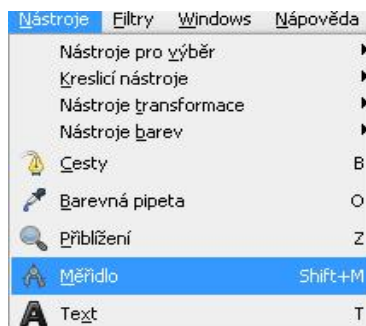 Nástroje Filtry Windows Nápověda
Nástroje pro výběr
Kreslicí nástroje
Nástroje transformace
Nástroje barev
Cesty B
Barevná pipeta O
Přiblížení Z
Měřidlo Shift+M
Text T